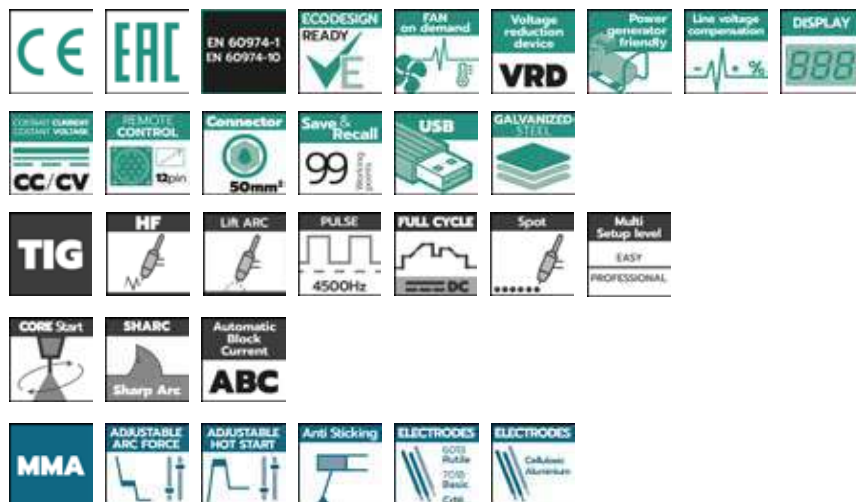 CE
EAC
EN 60974-1
EN 60974-10
ECODESIGN
READY
E
FAN
on demand
Voltage
reduction
device
VRD
Power
generator
friendly
Line voltage
compensation
- + %
DISPLAY
888
CONSTANT CURRENT
COSTANT VOLTAGE
CC/CV
REMOTE
CONTROL
12pin
Connector
50mm²
Save &
Recall
99
Working
points
USB
GALVANIZED
STEEL
TIG
HF
Lift ARC
PULSE
4500Hz
FULL CYCLE
DC
Spot
Multi
Setup level
EASY
PROFESSIONAL
CORE Start
SHARC
Sharp Arc
Automatic
Block
Current
ABC
MMA
ADJUSTABLE
ARC FORCE
ADJUSTABLE
HOT START
Anti Sticking
ELECTRODES
6013
Rutile
7018
Basic
CrNi
ELECTRODES
Cellulosic
Aluminium